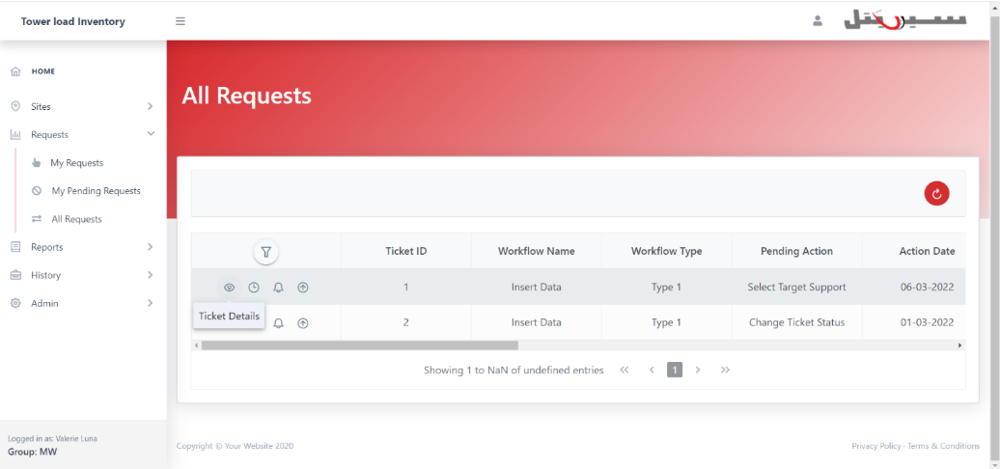 Tower load Inventory
سيريتل
HOME
Sites
Requests
My Requests
My Pending Requests
All Requests
Reports
History
Admin
Logged in as: Valerie Luna
Group: MW
All Requests
Ticket ID Workflow Name Workflow Type Pending Action Action Date
1 Insert Data Type 1 Select Target Support 06-03-2022
Ticket Details
2 Insert Data Type 1 Change Ticket Status 01-03-2022
Showing 1 to NaN of undefined entries « < 1 > »
Copyright © Your Website 2020
Privacy Policy · Terms & Conditions